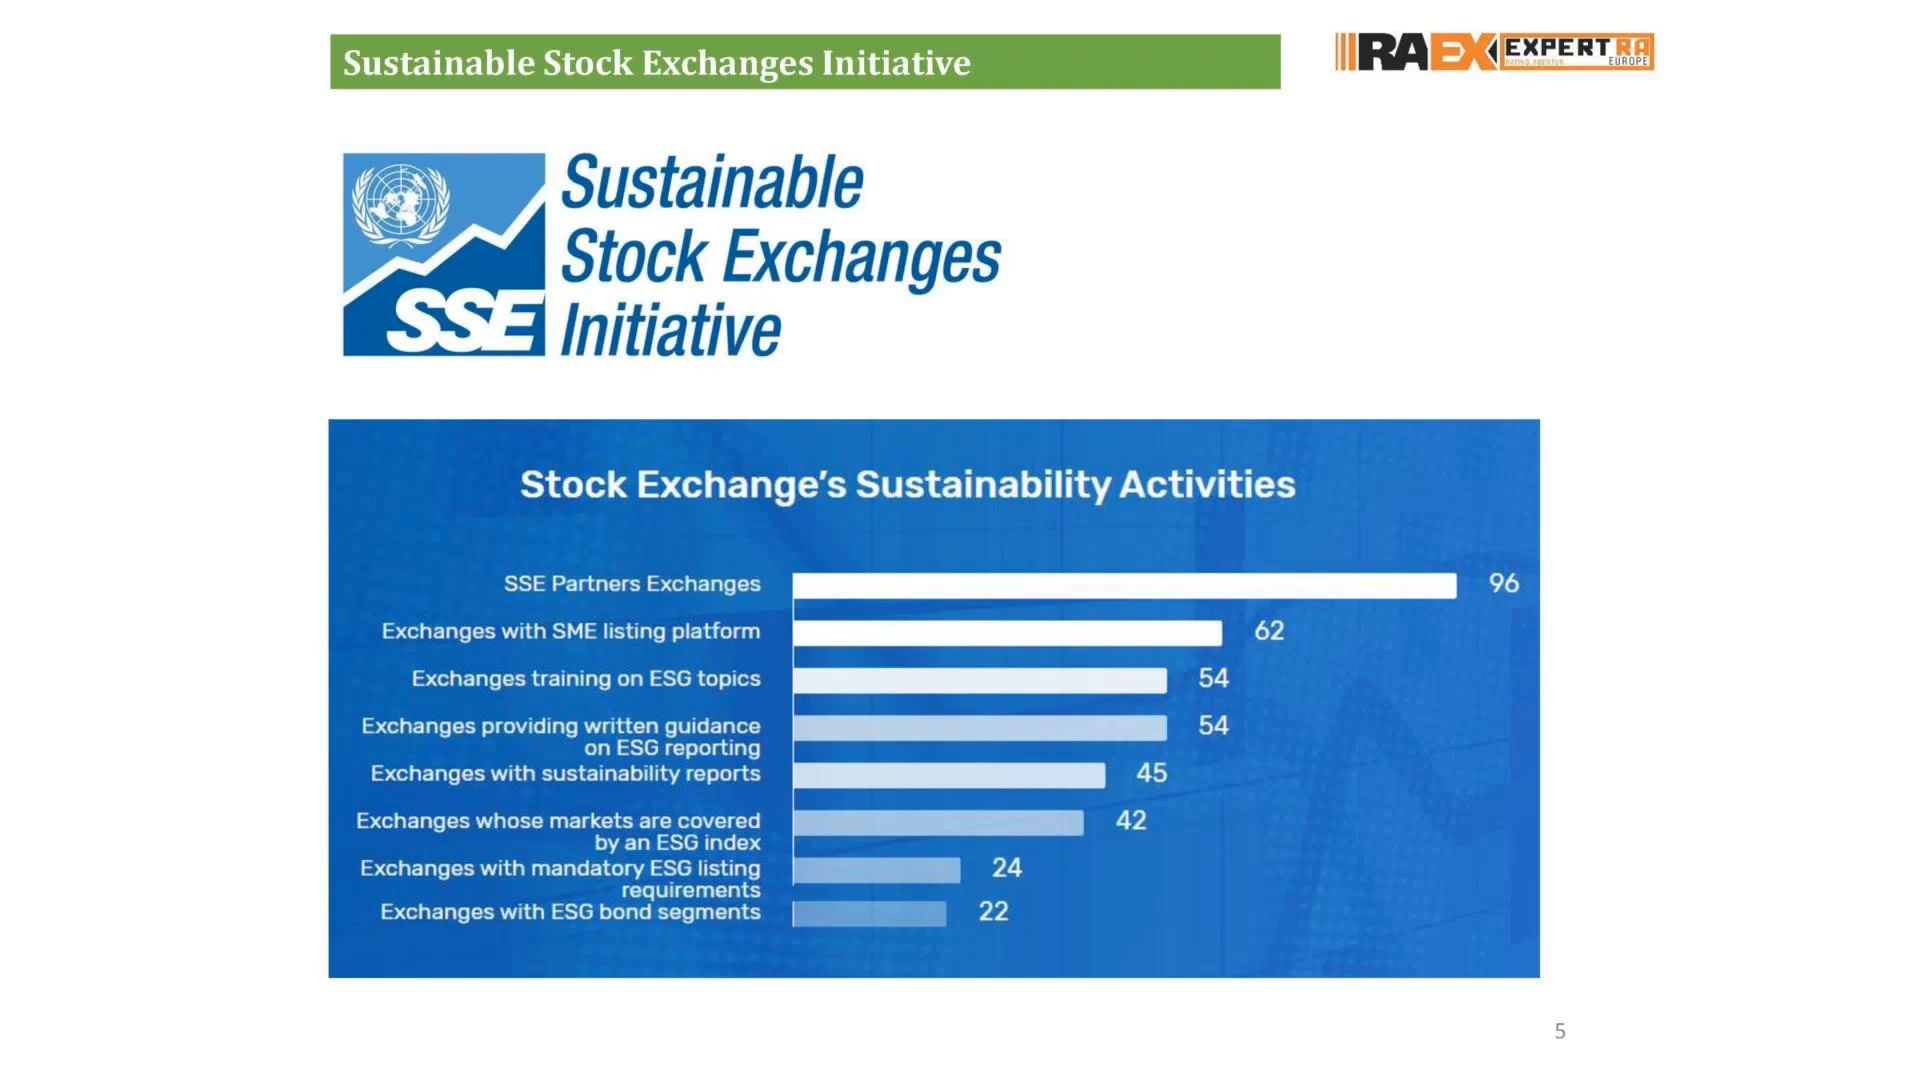 Sustainable Stock Exchanges Initiative
RAEX EXPERT RA
RATING AGENTUR
EUROPE
Sustainable
Stock Exchanges
Initiative
SSE
Stock Exchange's Sustainability Activities
SSE Partners Exchanges 96
Exchanges with SME listing platform 62
Exchanges training on ESG topics 54
Exchanges providing written guidance 54
on ESG reporting
Exchanges with sustainability reports 45
Exchanges whose markets are covered 42
by an ESG index
Exchanges with mandatory ESG listing 24
requirements
Exchanges with ESG bond segments 22
5